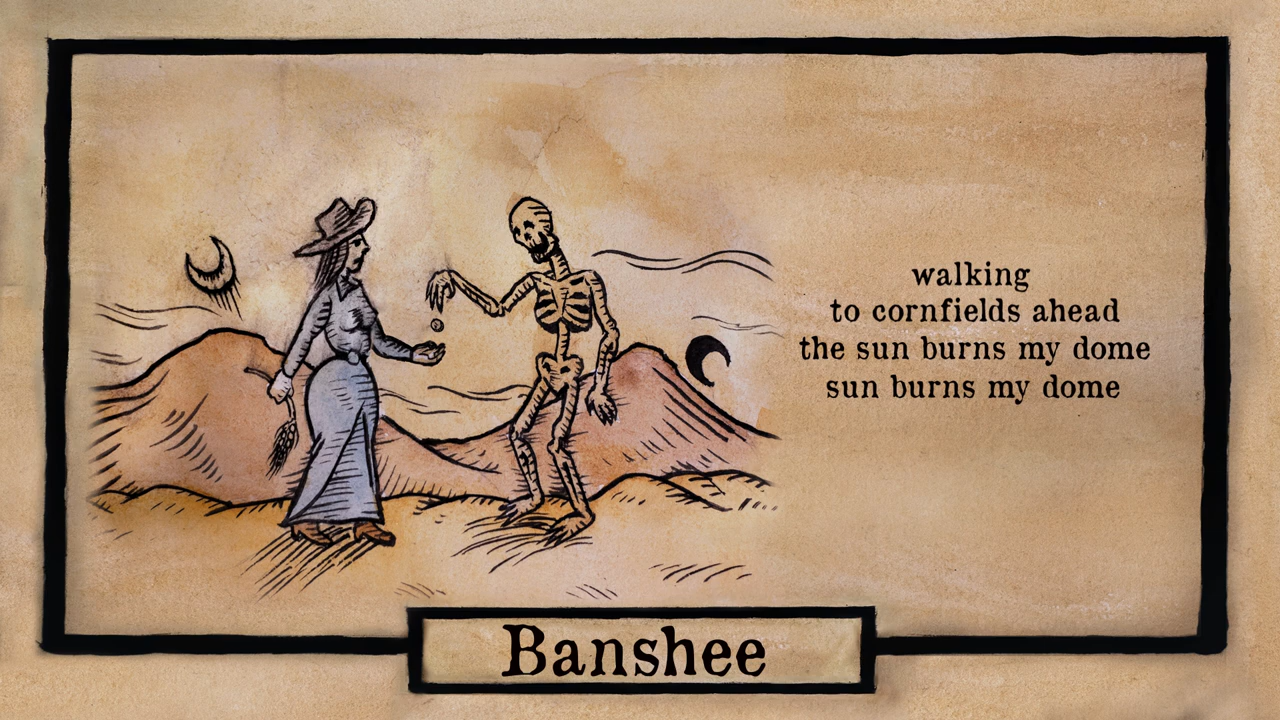 walking
to cornfields ahead
the sun burns my dome
sun burns my dome
Banshee